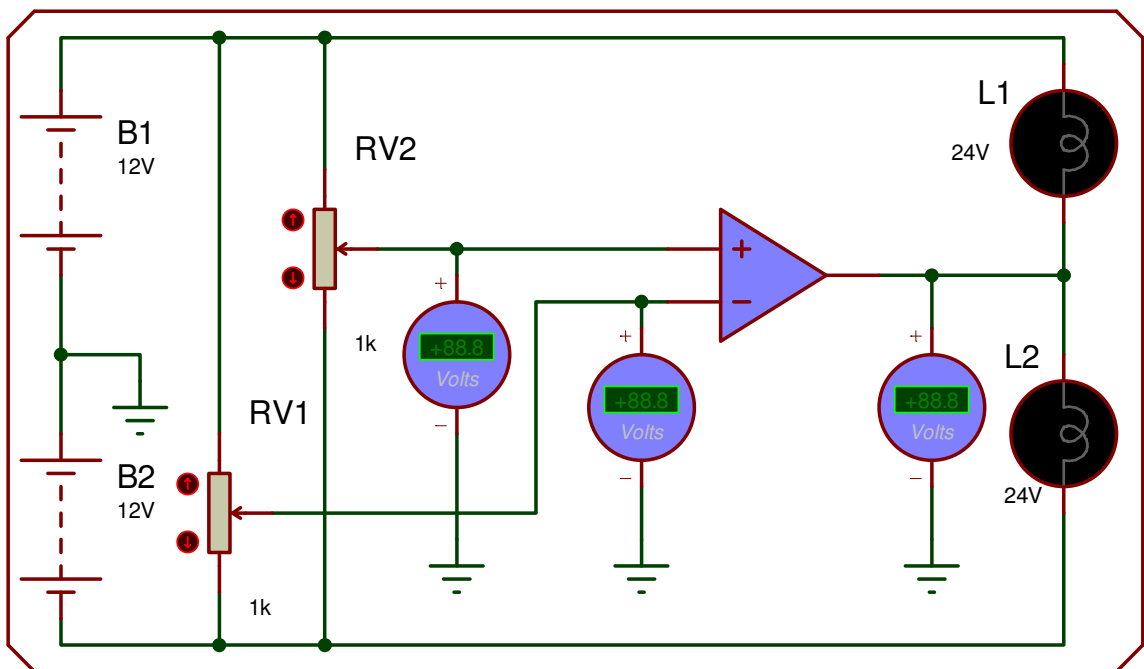 L1
24V
B1
12V
RV2
+
+
−
+
+
+
1k
+88.8
Volts
−
+88.8
Volts
−
+88.8
Volts
−
L2
24V
RV1
B2
12V
1k